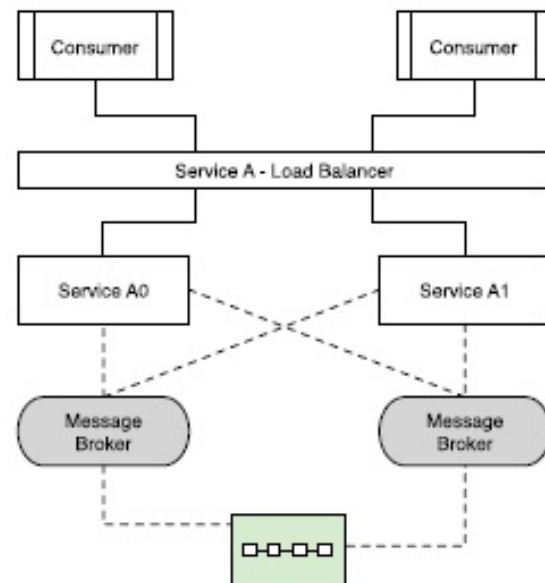 Consumer
Consumer
Service A - Load Balancer
Service A0
Service A1
Message
Broker
Message
Broker